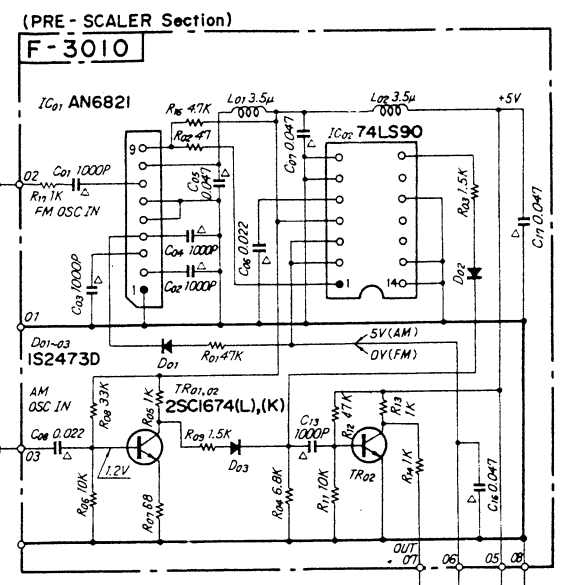 (PRE - SCALER Section)
F-3010
IC01 AN6821
L01 3.5μ
L02 3.5μ
+5V
R16 4.7K
R02 47
IC02 74LS90
C07 0.047
9
02
C01 1000P
R17 1K
FM OSC IN
C05 0.047
R03 1.5K
C17 0.047
C04 1000P
C06 0.022
D02
C03 1000P
C02 1000P
1
1
14
01
D01~03
1S2473D
D01
R01 47K
5V(AM)
0V(FM)
AM
OSC IN
R08 33K
R05 1K
TR01,02
2SC1674(L),(K)
C13
1000P
R12 47K
R13 1K
C08 0.022
03
R09 1.5K
D03
1.2V
TR02
R14 1K
R06 10K
R07 68
R04 6.8K
R11 10K
C16 0.047
OUT
07
06
05
08